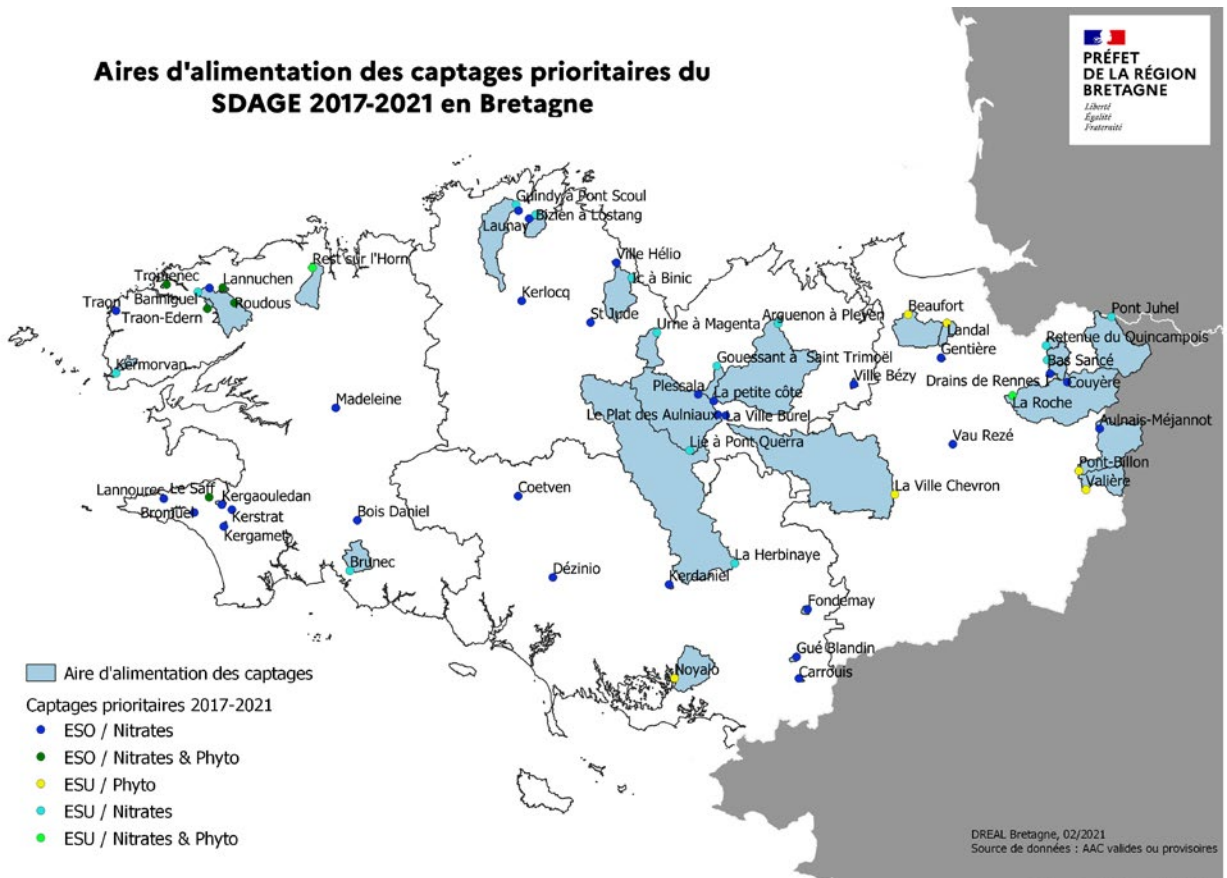 Aires d'alimentation des captages prioritaires du
SDAGE 2017-2021 en Bretagne
PRÉFET
DE LA RÉGION
BRETAGNE
Liberté
Égalité
Fraternité
Guindy à Pont Scoul
Launay
Bizien à Lostang
Rest sur l'Horn
Ville Hélio
Ic à Binic
Lannuchen
Banniguel
Roudous
Traon
Traon-Edern 2
Kerlocq
St Jude
Urne à Magenta
Arguenon à Pleven
Beaufort
Landal
Gentière
Pont Juhel
Retenue du Quincampois
Bas Sancé
Drains de Rennes I
Couyère
La Roche
Kermorvan
Gouessant à Saint Trimoël
Plessala
La petite côte
Ville Bézy
Madeleine
Le Plat des Aulniaux
La Ville Burel
Aulnais-Méjannot
Vau Rezé
Lié à Pont Querra
Pont-Billon
Valière
La Ville Chevron
Lannourec
Le Saff
Kergaouledan
Kerstrat
Kergamet
Bois Daniel
Coetven
Brunec
Dézinio
Kerdaniel
La Herbinaye
Fondemay
Gué Blandin
Carrouis
Noyalo
Aire d'alimentation des captages
Captages prioritaires 2017-2021
ESO / Nitrates
ESO / Nitrates & Phyto
ESU / Phyto
ESU / Nitrates
ESU / Nitrates & Phyto
DREAL Bretagne, 02/2021
Source de données : AAC valides ou provisoires